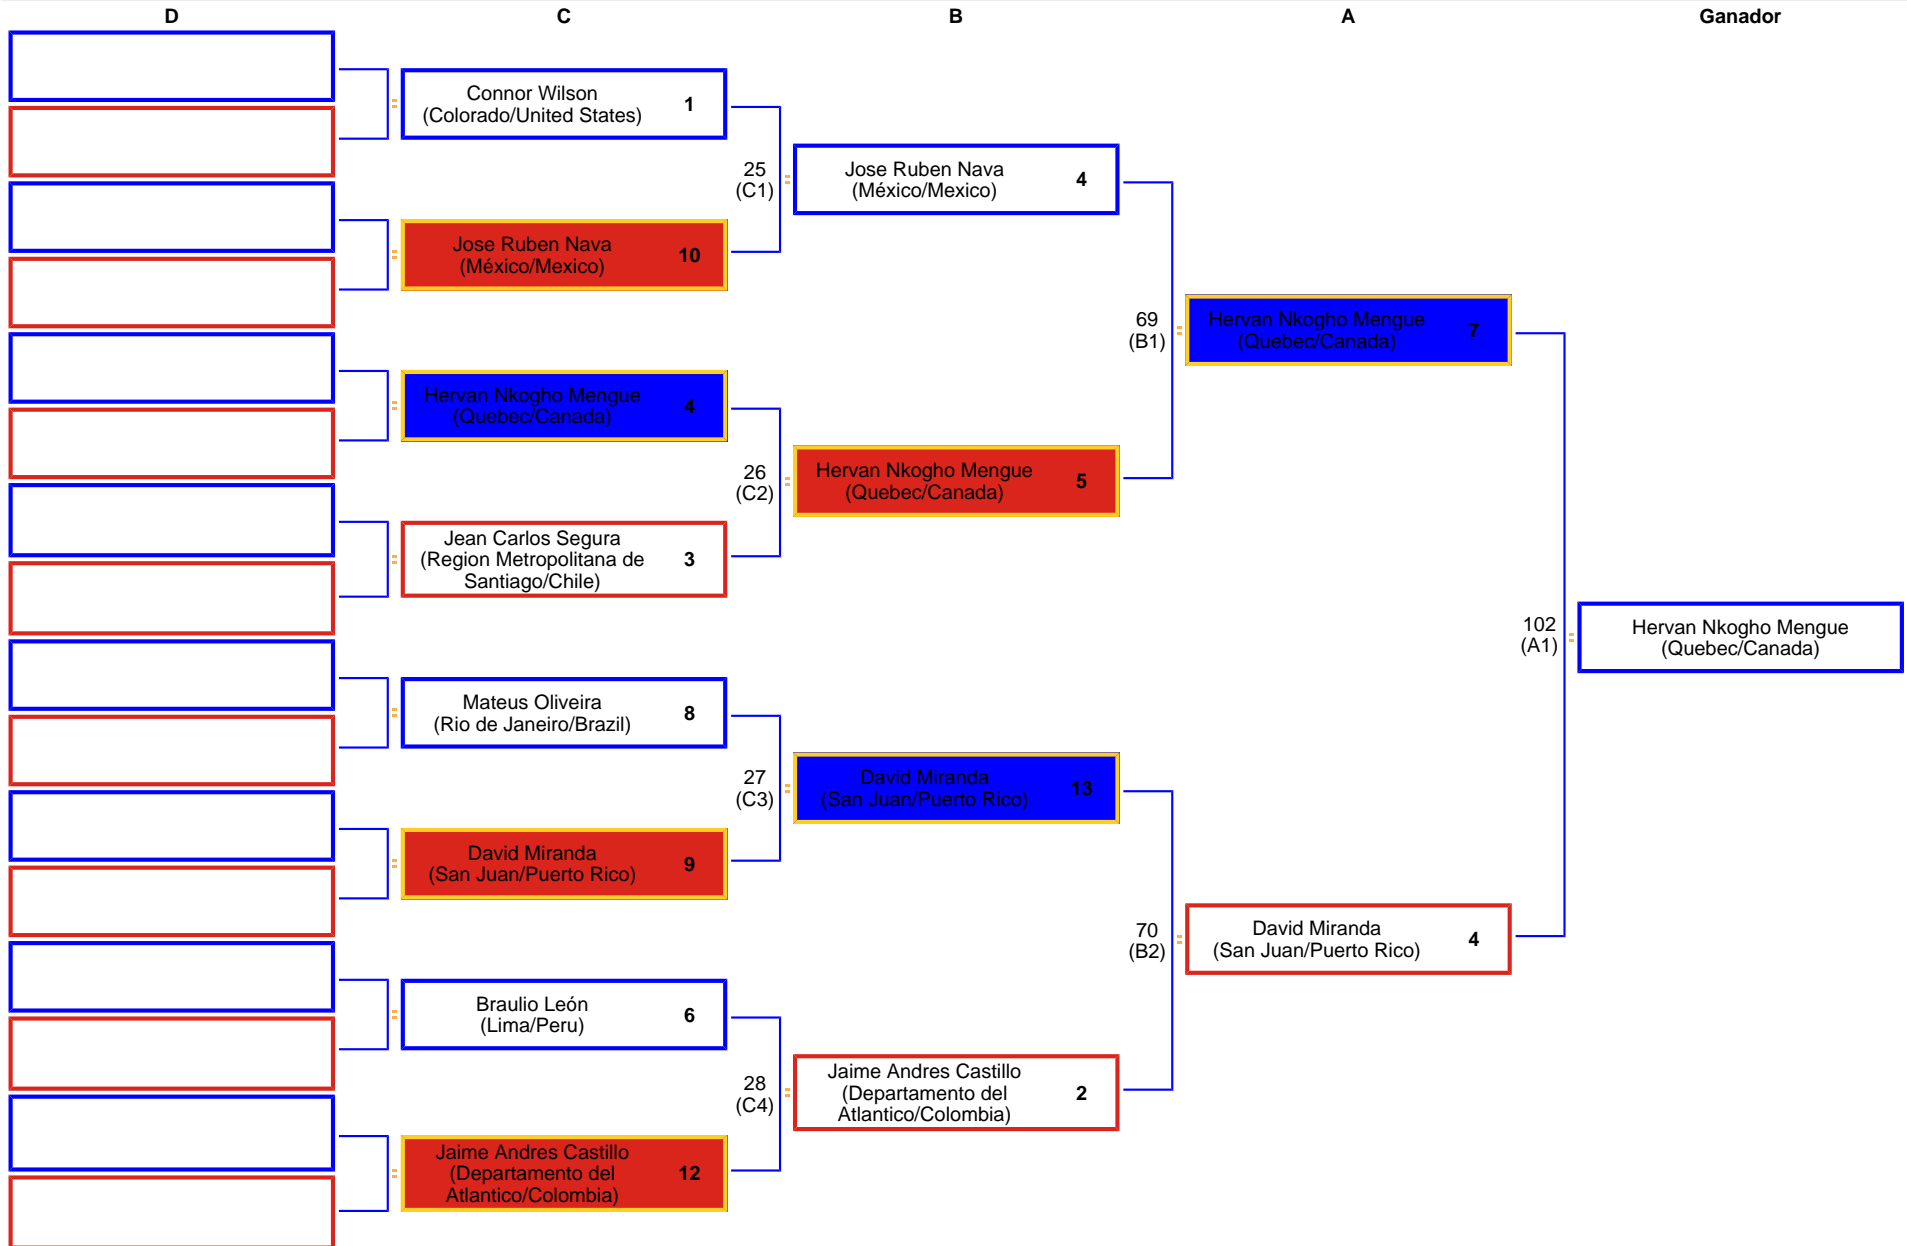 D
C
B
A
Ganador
Connor Wilson
(Colorado/United States)
1
25
(C1)
Jose Ruben Nava
(México/Mexico)
10
Hervan Nkogho Mengue
(Quebec/Canada)
4
26
(C2)
Jean Carlos Segura
(Region Metropolitana de
Santiago/Chile)
3
Mateus Oliveira
(Rio de Janeiro/Brazil)
8
27
(C3)
David Miranda
(San Juan/Puerto Rico)
9
Braulio León
(Lima/Peru)
6
28
(C4)
Jaime Andres Castillo
(Departamento del
Atlantico/Colombia)
12
Jose Ruben Nava
(México/Mexico)
4
69
(B1)
Hervan Nkogho Mengue
(Quebec/Canada)
5
David Miranda
(San Juan/Puerto Rico)
13
70
(B2)
Jaime Andres Castillo
(Departamento del
Atlantico/Colombia)
2
Hervan Nkogho Mengue
(Quebec/Canada)
7
102
(A1)
David Miranda
(San Juan/Puerto Rico)
4
Hervan Nkogho Mengue
(Quebec/Canada)